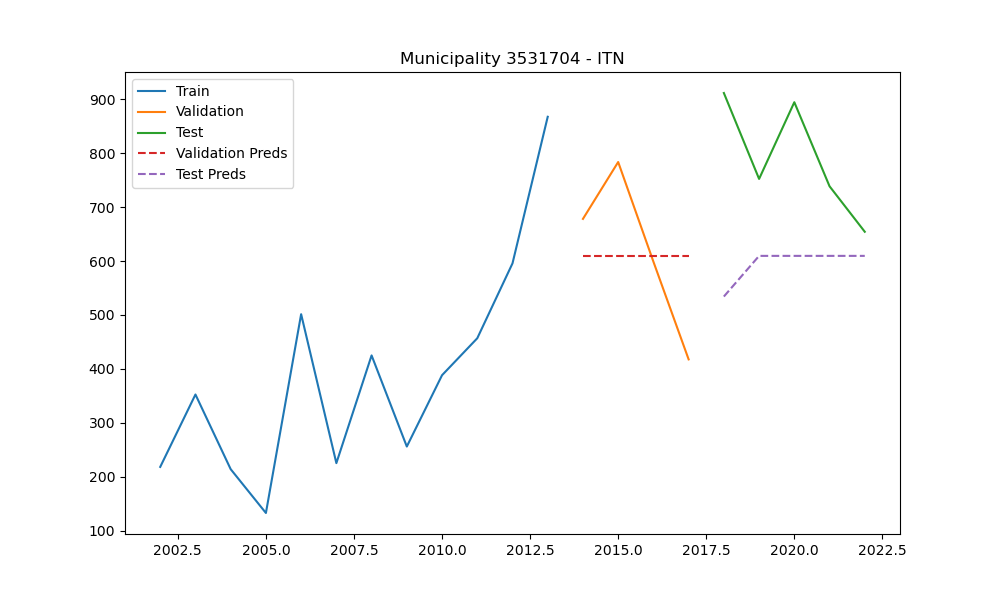 Municipality 3531704 - ITN
Train
Validation
Test
Validation Preds
Test Preds
900
800
700
600
500
400
300
200
100
2002.5 2005.0 2007.5 2010.0 2012.5 2015.0 2017.5 2020.0 2022.5